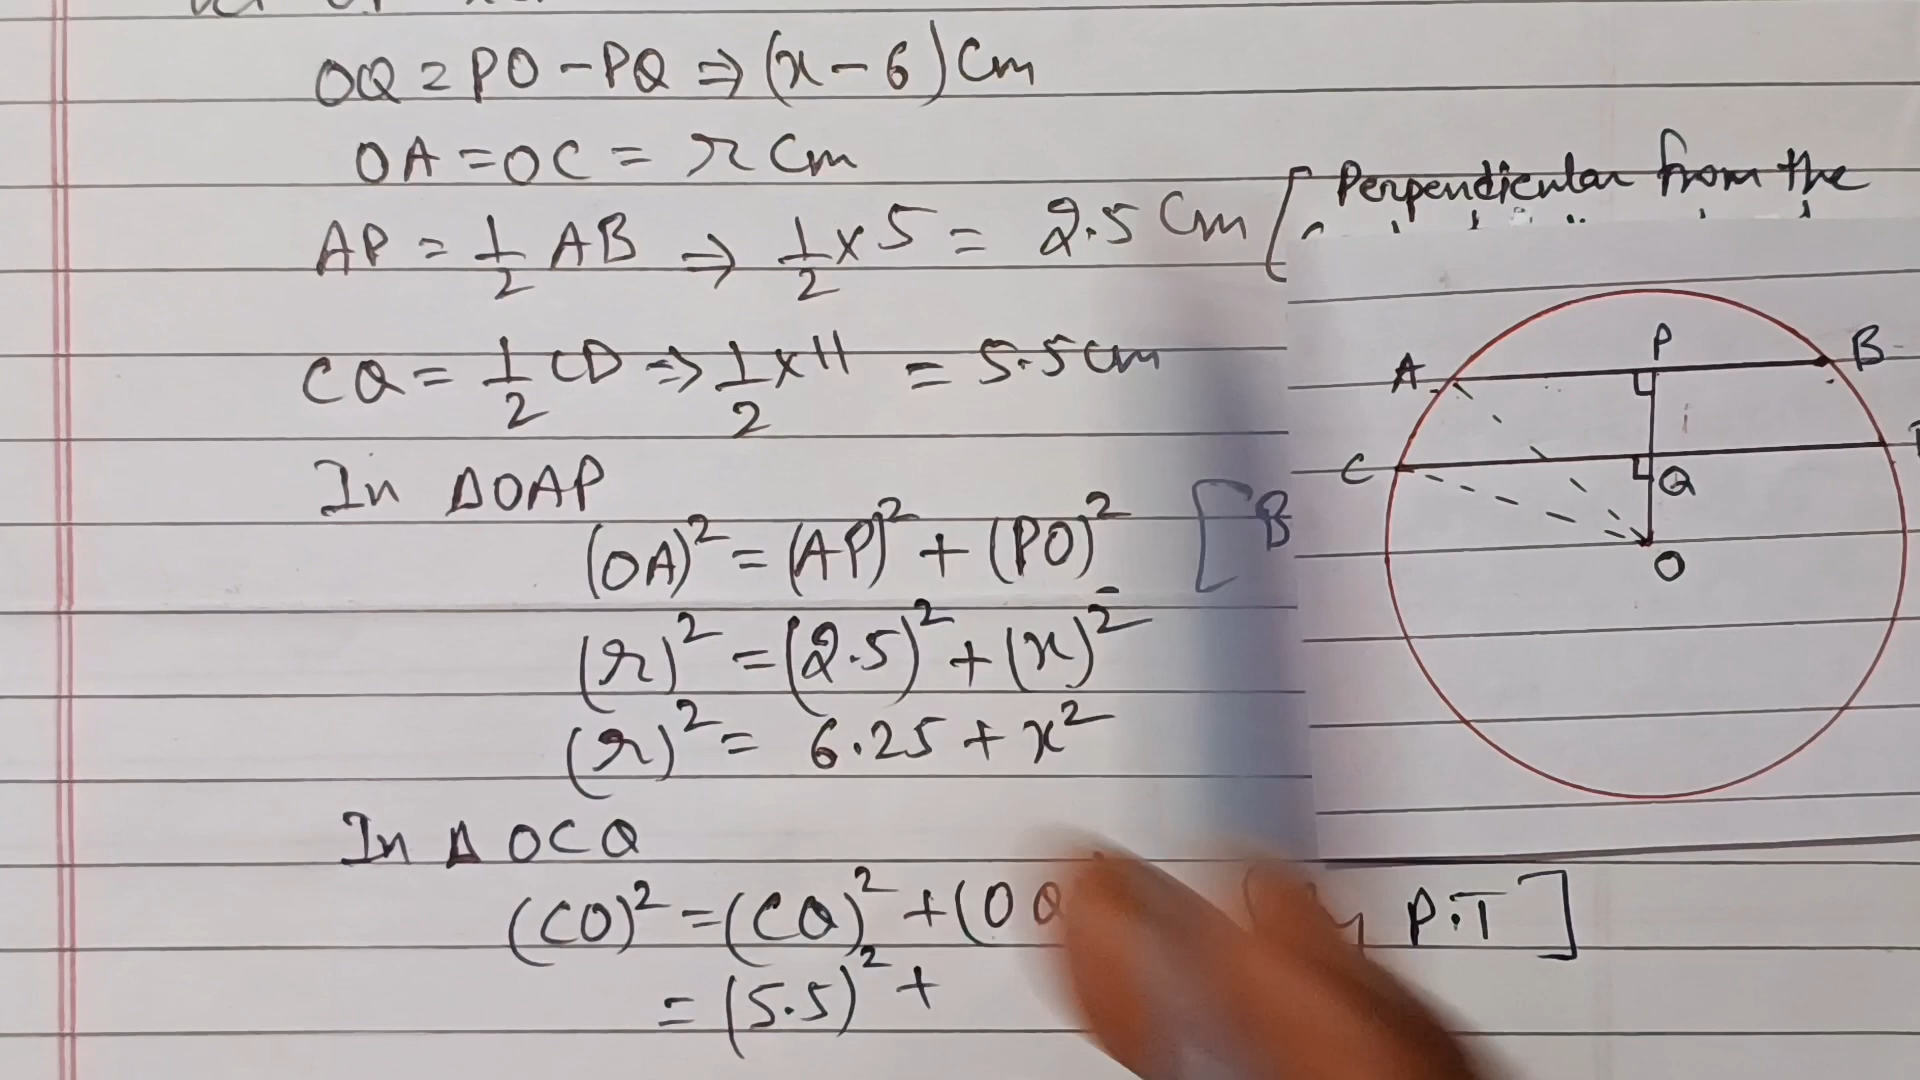 OQ = PO - PQ ⇒ (x - 6) Cm
OA = OC = r Cm
AP = 1/2 AB ⇒ 1/2 × 5 = 2.5 Cm [ Perpendicular from the
CQ = 1/2 CD ⇒ 1/2 × 11 = 5.5 cm
In ΔOAP
(OA)² = (AP)² + (PO)² [B
(r)² = (2.5)² + (x)²
(r)² = 6.25 + x²
In Δ OCQ
(CO)² = (CQ)² + (OQ P.T]
= (5.5)² +
P
A
B
C
Q
O